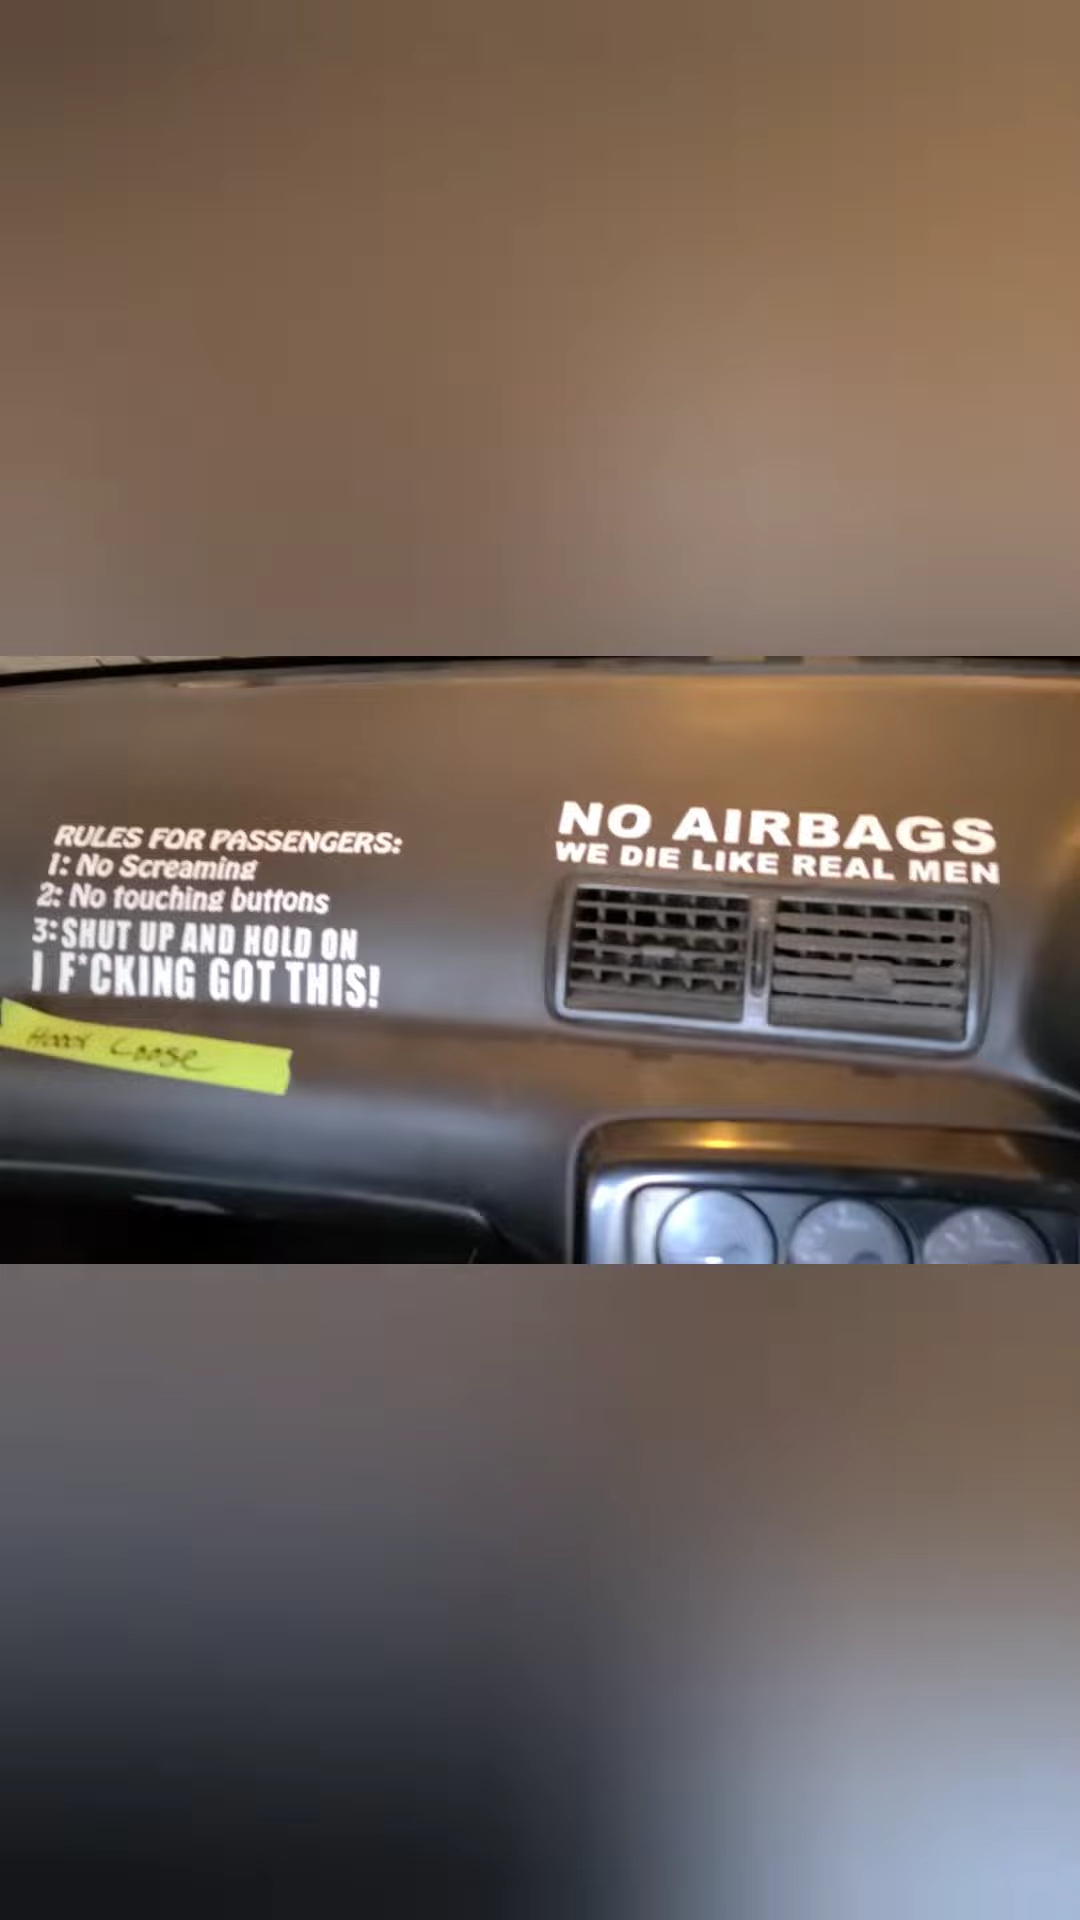 RULES FOR PASSENGERS:
1: No Screaming
2: No touching buttons
3: SHUT UP AND HOLD ON
I F*CKING GOT THIS!
NO AIRBAGS
WE DIE LIKE REAL MEN
Loose